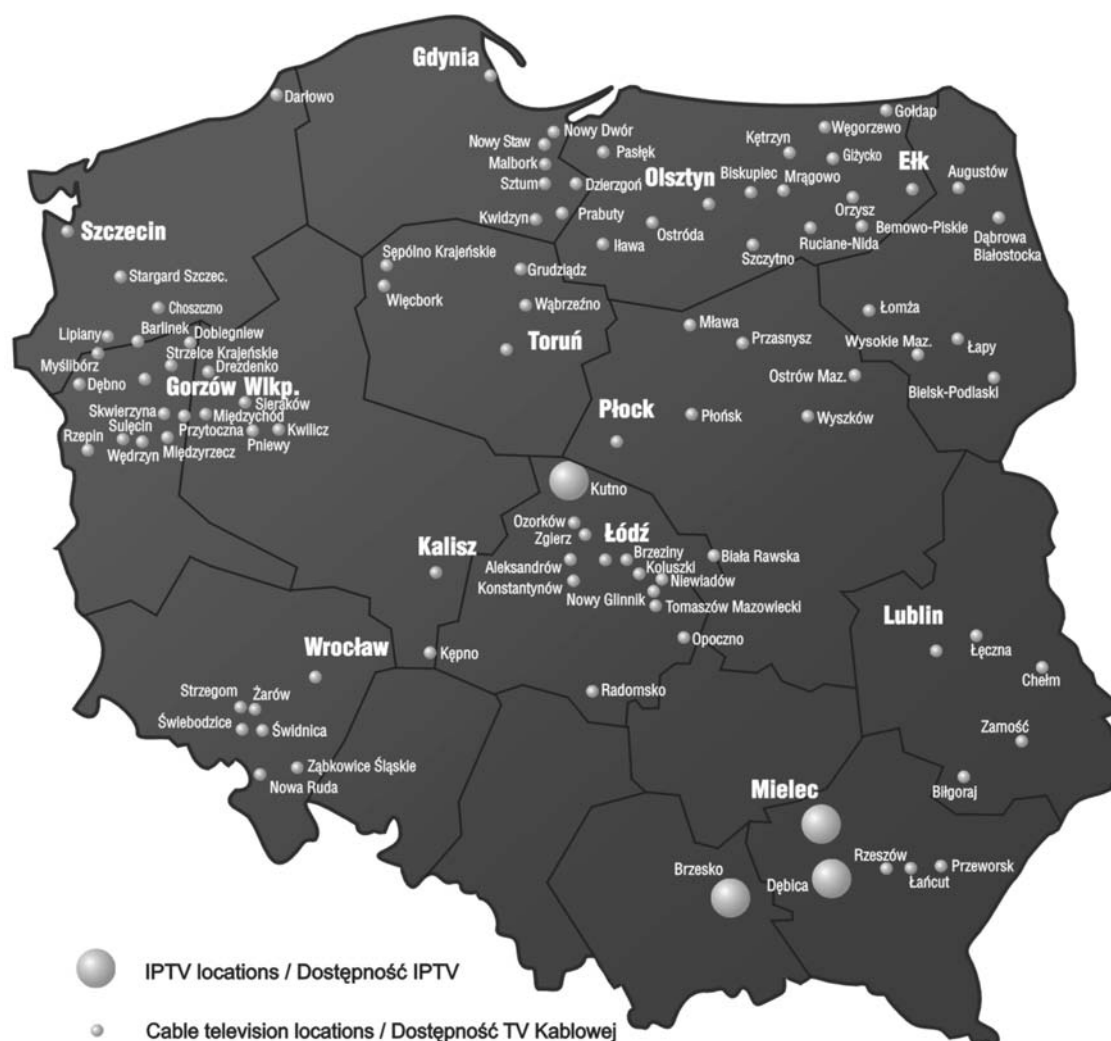 Gdynia
Darłowo
Gołdap
Nowy Dwór
Węgorzewo
Nowy Staw
Kętrzyn
Pasłęk
Giżycko
Malbork
Ełk
Biskupiec
Mrągowo
Augustów
Sztum
Dzierzgoń
Olsztyn
Orzysz
Kwidzyn
Prabuty
Ostróda
Ruciane-Nida
Bemowo-Piskie
Szczecin
Iława
Szczytno
Dąbrowa
Białostocka
Sępólno Krajeńskie
Grudziądz
Stargard Szczec.
Więcbork
Wąbrzeźno
Choszczno
Łomża
Mława
Lipiany
Barlinek
Dobiegniew
Toruń
Przasnysz
Wysokie Maz.
Łapy
Myślibórz
Strzelce Krajeńskie
Drezdenko
Dębno
Gorzów Wlkp.
Ostrów Maz.
Bielsk-Podlaski
Sieraków
Skwierzyna
Międzychód
Płock
Płońsk
Wyszków
Sulęcin
Przytoczna
Kwilicz
Rzepin
Wędrzyn
Międzyrzecz
Pniewy
Kutno
Ozorków
Zgierz
Łódź
Kalisz
Brzeziny
Biała Rawska
Aleksandrów
Koluszki
Konstantynów
Niewiadów
Nowy Glinnik
Tomaszów Mazowiecki
Lublin
Opoczno
Łęczna
Wrocław
Kępno
Chełm
Strzegom
Żarów
Radomsko
Świebodzice
Świdnica
Zamość
Ząbkowice Śląskie
Nowa Ruda
Mielec
Biłgoraj
Brzesko
Dębica
Rzeszów
Łańcut
Przeworsk
IPTV locations / Dostępność IPTV
Cable television locations / Dostępność TV Kablowej